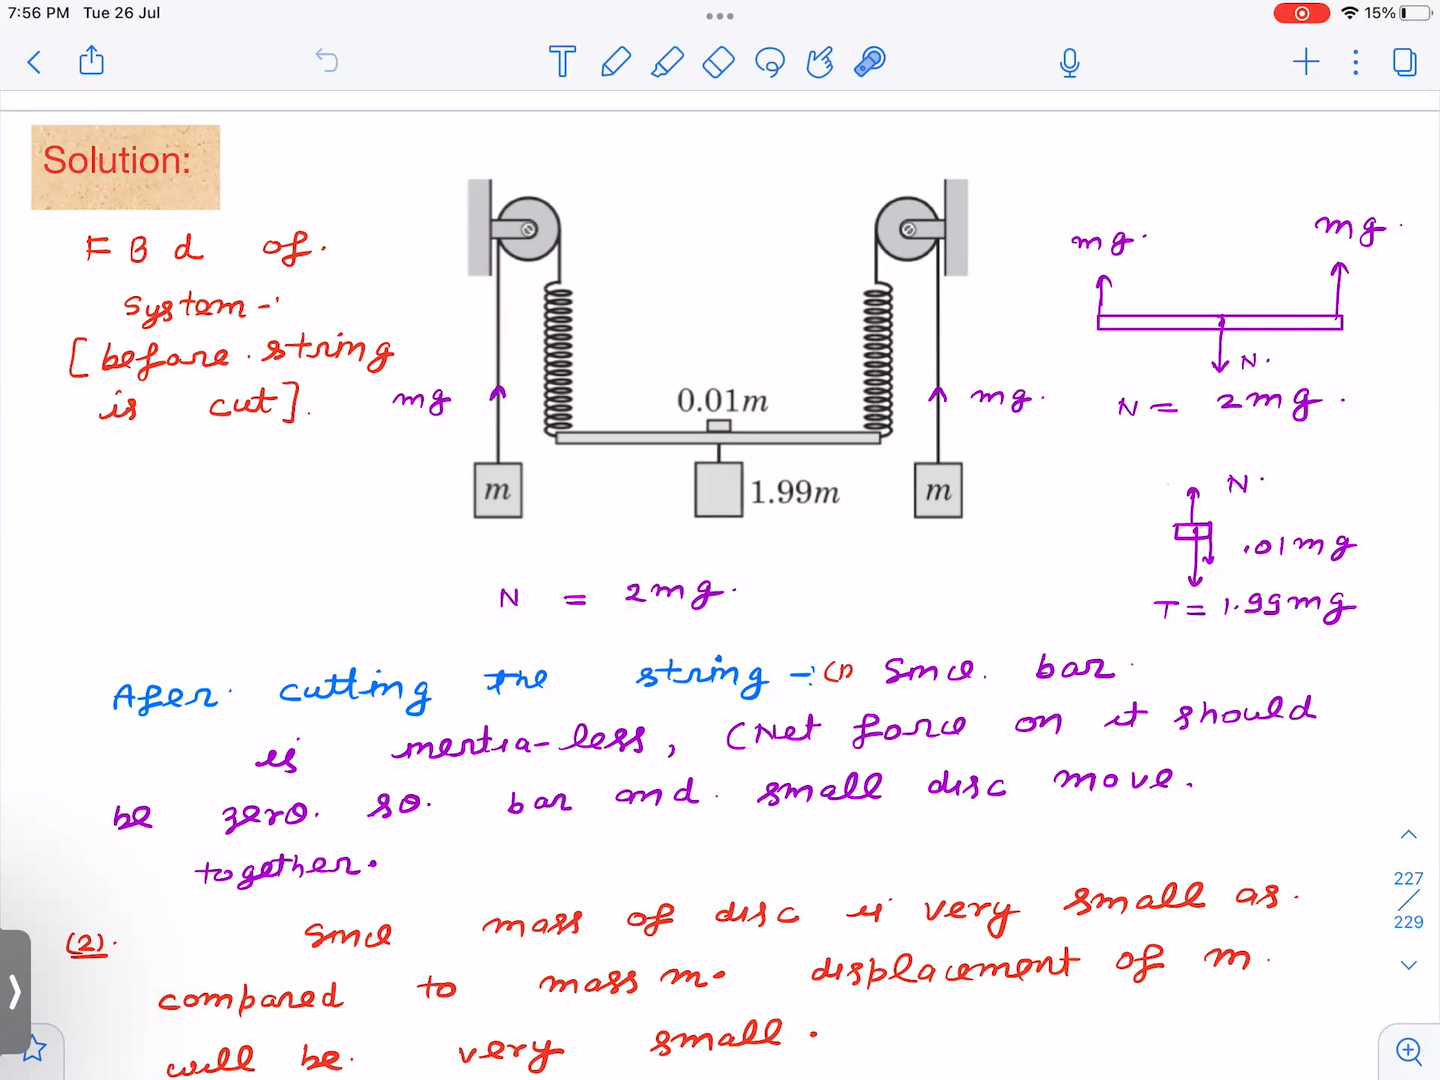 7:56 PM Tue 26 Jul
15%
Solution:
FBd of.
System -
[before string
is cut].
mg
mg.
0.01m
m
1.99m
m
mg.
mg.
N.
N = 2mg.
N.
.01mg
T = 1.99mg
N = 2mg.
Afer cutting the string -: (1) Since bar
is inertia-less, (Net force on it should
be zero. so. bar and small disc move.
together.
(2). Since mass of disc is very small as.
compared to mass m. displacement of m.
will be. very small.
227
229